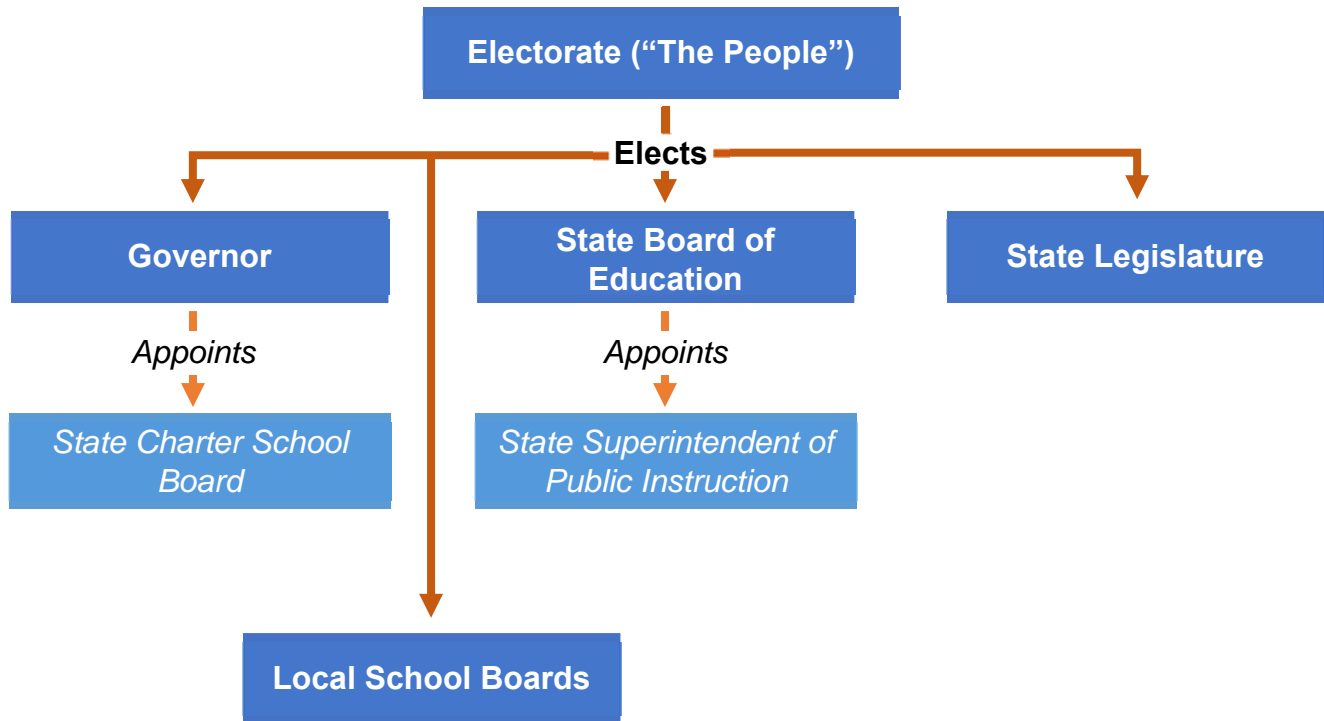 Electorate (“The People”)
Elects
Governor
State Board of
Education
State Legislature
Appoints
Appoints
State Charter School
Board
State Superintendent of
Public Instruction
Local School Boards